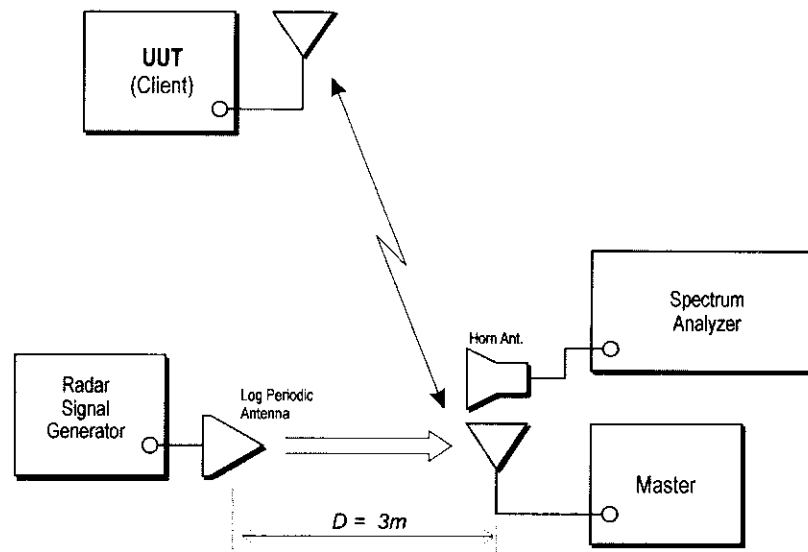 UUT
(Client)
Spectrum
Analyzer
Horn Ant.
Radar
Signal
Generator
Log Periodic
Antenna
Master
D = 3m